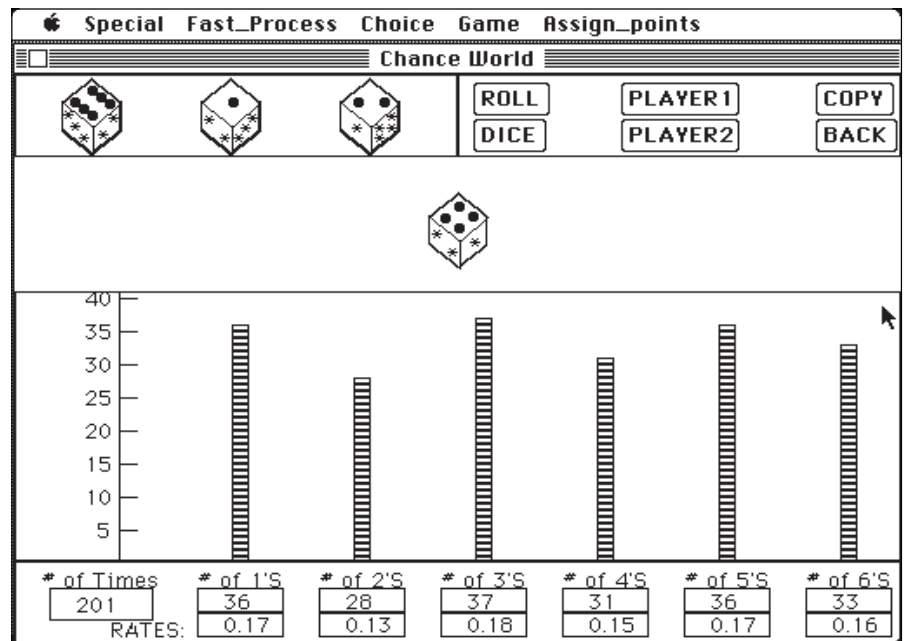 Special Fast_Process Choice Game Assign_points
Chance World
ROLL PLAYER1 COPY
DICE PLAYER2 BACK
40
35
30
25
20
15
10
5
# of Times # of 1'S # of 2'S # of 3'S # of 4'S # of 5'S # of 6'S
201 36 28 37 31 36 33
RATES: 0.17 0.13 0.18 0.15 0.17 0.16